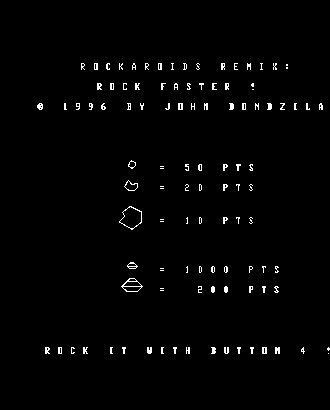 ROCKAROIDS REMIX:
ROCK FASTER !
© 1996 BY JOHN DONDZILA
= 50 PTS
= 20 PTS
= 10 PTS
= 1000 PTS
= 200 PTS
ROCK IT WITH BUTTON 4 !